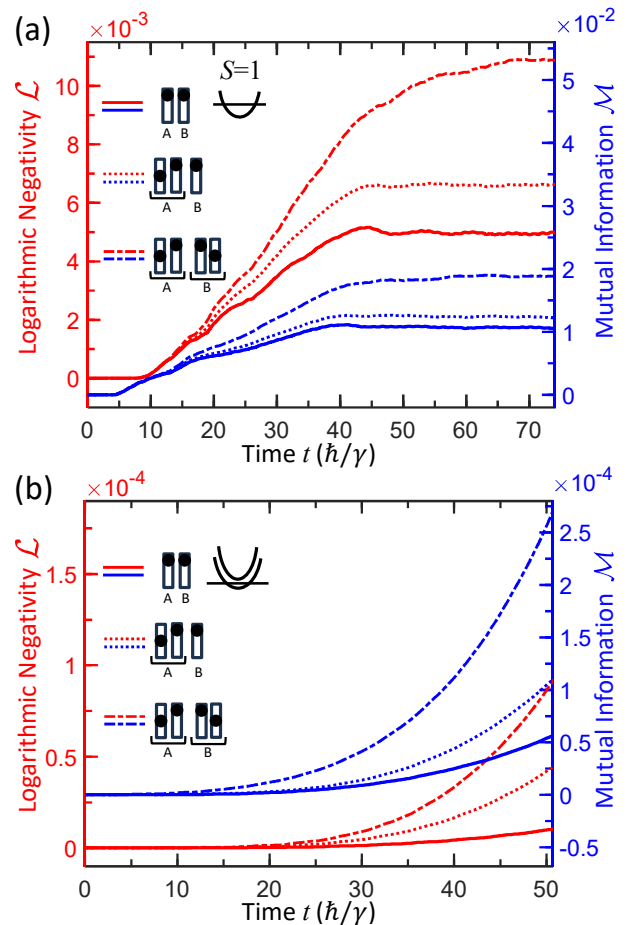 (a)
×10⁻³
×10⁻²
Logarithmic Negativity ℒ
10
8
6
4
2
0
S=1
A B
A B
A B
5
4
3
2
1
0
Mutual Information ℳ
0 10 20 30 40 50 60 70
Time t (ħ/γ)
(b)
×10⁻⁴
×10⁻⁴
Logarithmic Negativity ℒ
1.5
1
0.5
0
A B
A B
A B
2.5
2
1.5
1
0.5
0
-0.5
Mutual Information ℳ
0 10 20 30 40 50
Time t (ħ/γ)